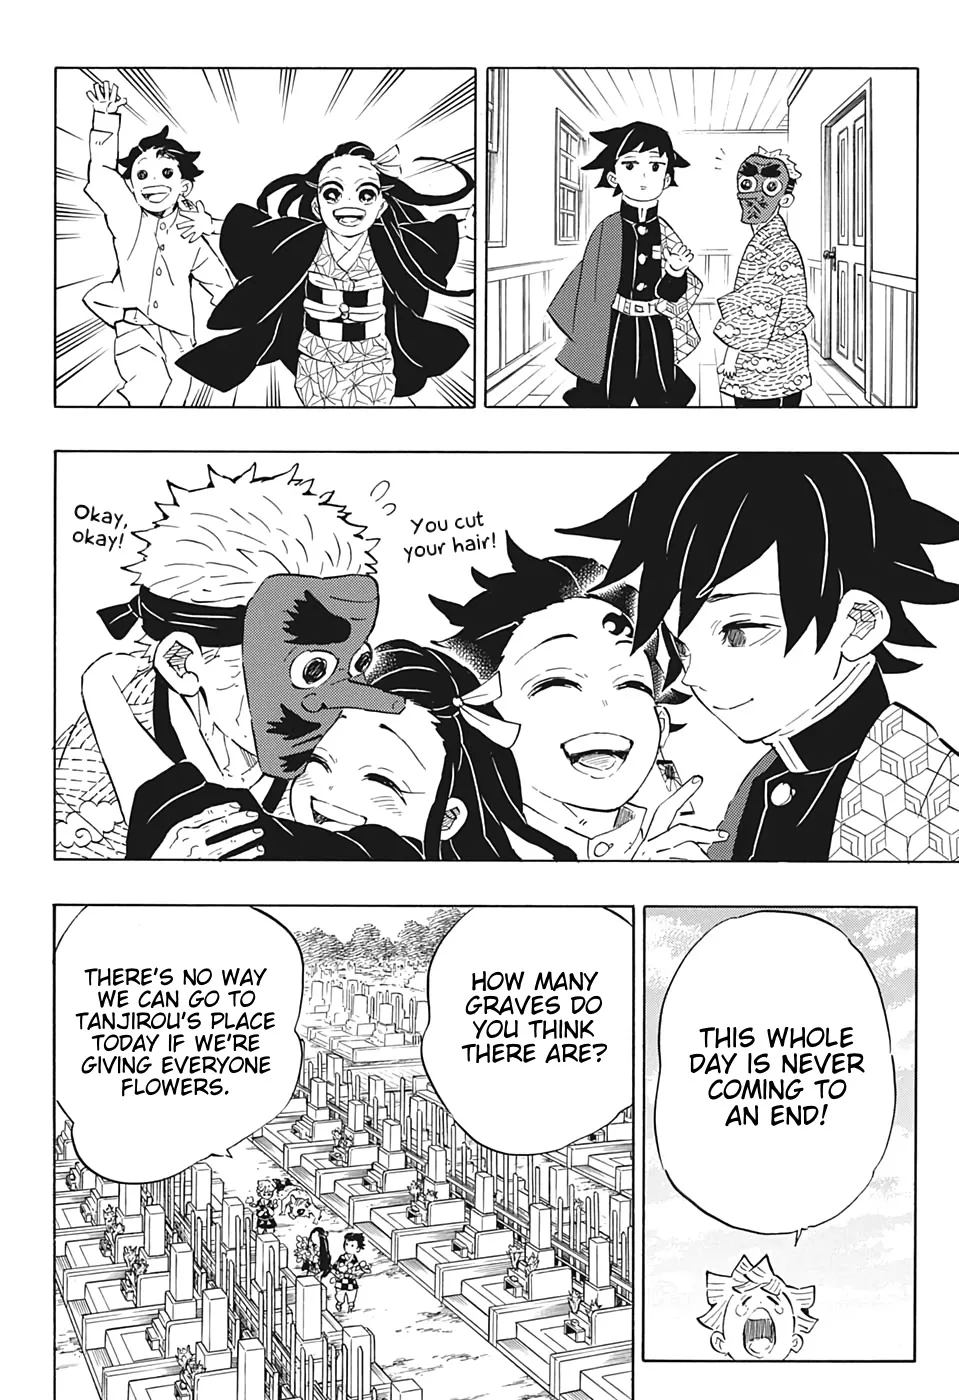 You cut
your hair!
Okay,
okay!
THIS WHOLE
DAY IS NEVER
COMING TO
AN END!
HOW MANY
GRAVES DO
YOU THINK
THERE ARE?
THERE'S NO WAY
WE CAN GO TO
TANJIROU'S PLACE
TODAY IF WE'RE
GIVING EVERYONE
FLOWERS.